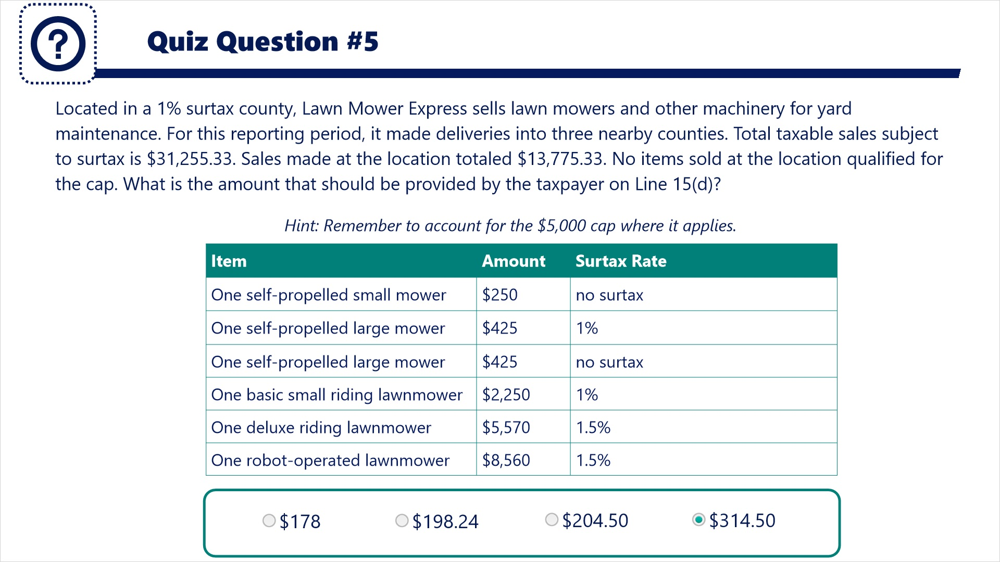 ?
Quiz Question #5
Located in a 1% surtax county, Lawn Mower Express sells lawn mowers and other machinery for yard
maintenance. For this reporting period, it made deliveries into three nearby counties. Total taxable sales subject
to surtax is $31,255.33. Sales made at the location totaled $13,775.33. No items sold at the location qualified for
the cap. What is the amount that should be provided by the taxpayer on Line 15(d)?
Hint: Remember to account for the $5,000 cap where it applies.
Item Amount Surtax Rate
One self-propelled small mower $250 no surtax
One self-propelled large mower $425 1%
One self-propelled large mower $425 no surtax
One basic small riding lawnmower $2,250 1%
One deluxe riding lawnmower $5,570 1.5%
One robot-operated lawnmower $8,560 1.5%
$178 $198.24 $204.50 $314.50